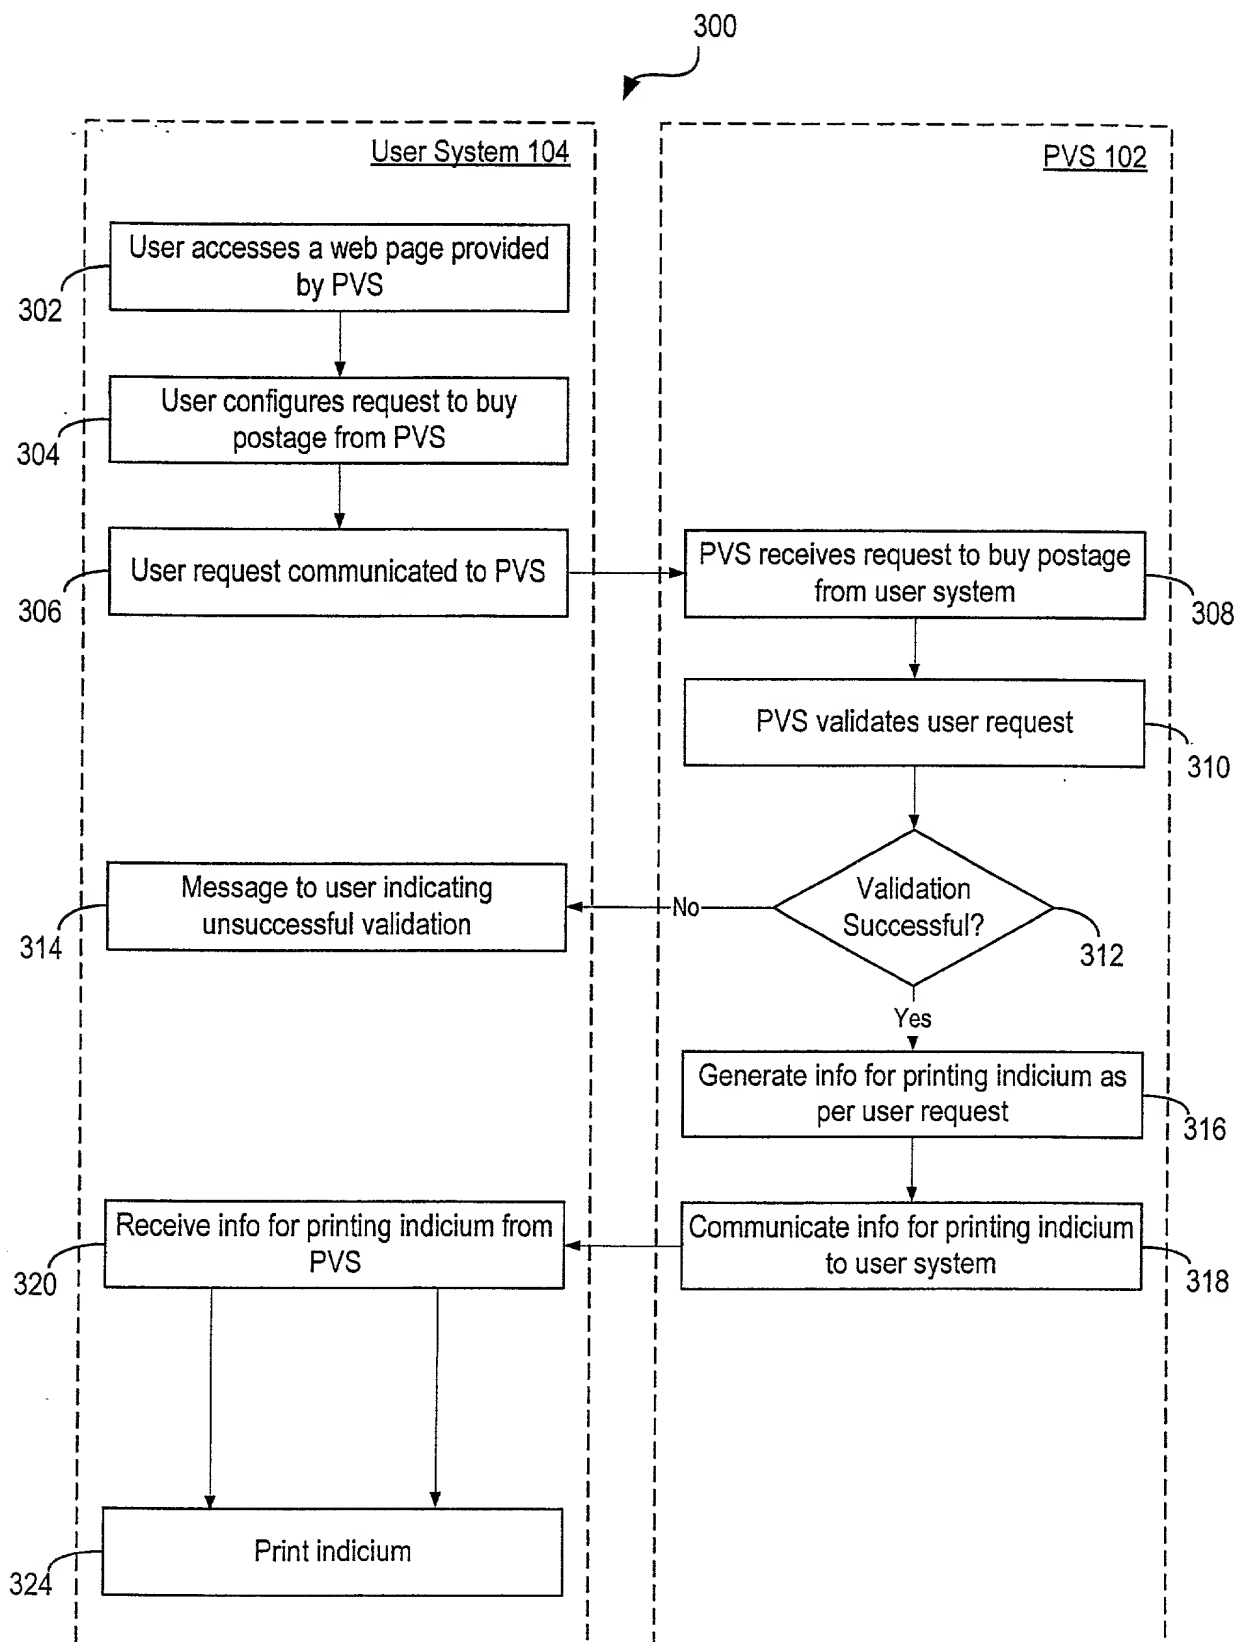 300
User System 104
PVS 102
User accesses a web page provided
by PVS
302
User configures request to buy
postage from PVS
304
User request communicated to PVS
306
PVS receives request to buy postage
from user system
308
PVS validates user request
310
Validation
Successful?
312
No
Message to user indicating
unsuccessful validation
314
Yes
Generate info for printing indicium as
per user request
316
Communicate info for printing indicium
to user system
318
Receive info for printing indicium from
PVS
320
Print indicium
324